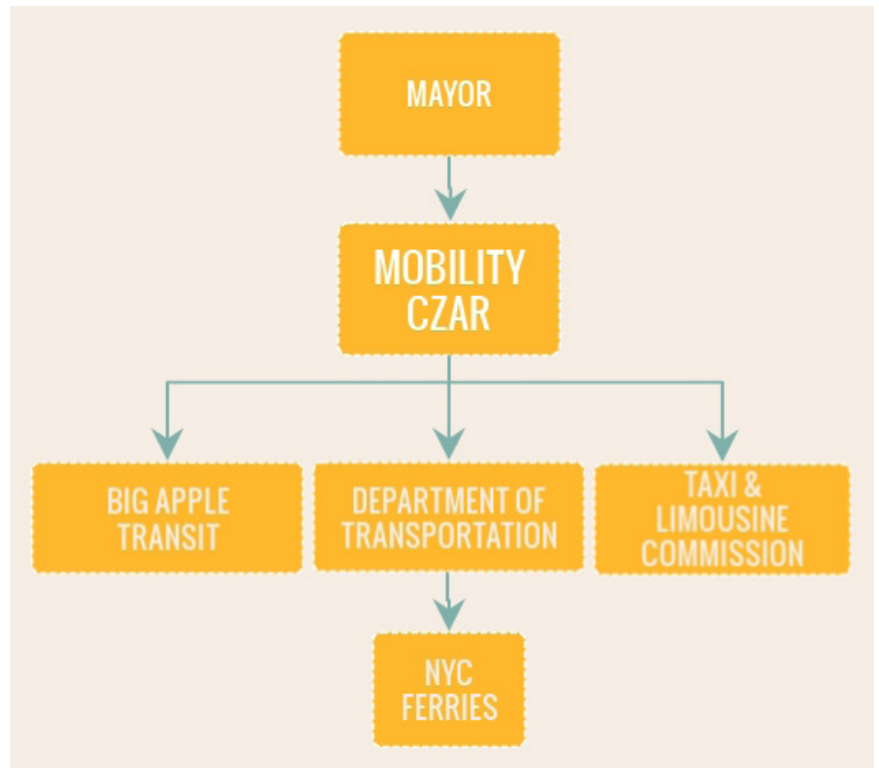 MAYOR
MOBILITY
CZAR
BIG APPLE
TRANSIT
DEPARTMENT OF
TRANSPORTATION
TAXI &
LIMOUSINE
COMMISSION
NYC
FERRIES